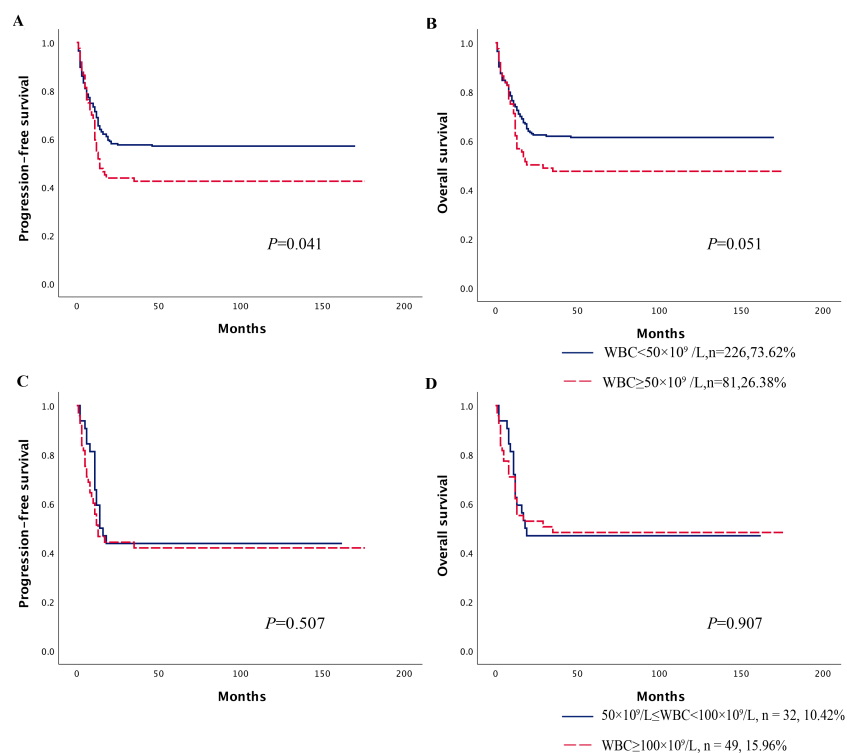 A
Progression-free survival
1.0
0.8
0.6
0.4
0.2
0.0
P=0.041
0
50
100
150
200
Months
B
Overall survival
1.0
0.8
0.6
0.4
0.2
0.0
P=0.051
0
50
100
150
200
Months
WBC<50×10⁹ /L,n=226,73.62%
WBC≥50×10⁹ /L,n=81,26.38%
C
Progression-free survival
1.0
0.8
0.6
0.4
0.2
0.0
P=0.507
0
50
100
150
200
Months
D
Overall survival
1.0
0.8
0.6
0.4
0.2
0.0
P=0.907
0
50
100
150
200
Months
50×10⁹/L≤WBC<100×10⁹/L, n = 32, 10.42%
WBC≥100×10⁹/L, n = 49, 15.96%